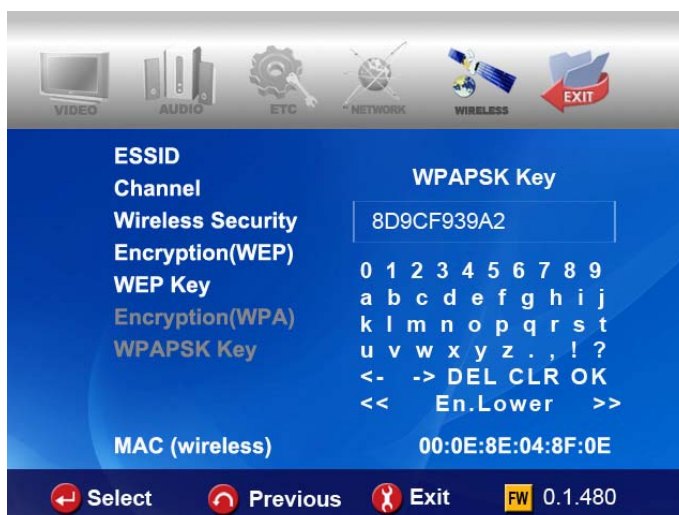 VIDEO AUDIO ETC NETWORK WIRELESS EXIT
ESSID
Channel
Wireless Security
Encryption(WEP)
WEP Key
Encryption(WPA)
WPAPSK Key
WPAPSK Key
8D9CF939A2
0 1 2 3 4 5 6 7 8 9
a b c d e f g h i j
k l m n o p q r s t
u v w x y z . , ! ?
<- -> DEL CLR OK
<< En.Lower >>
MAC (wireless) 00:0E:8E:04:8F:0E
Select Previous Exit FW 0.1.480